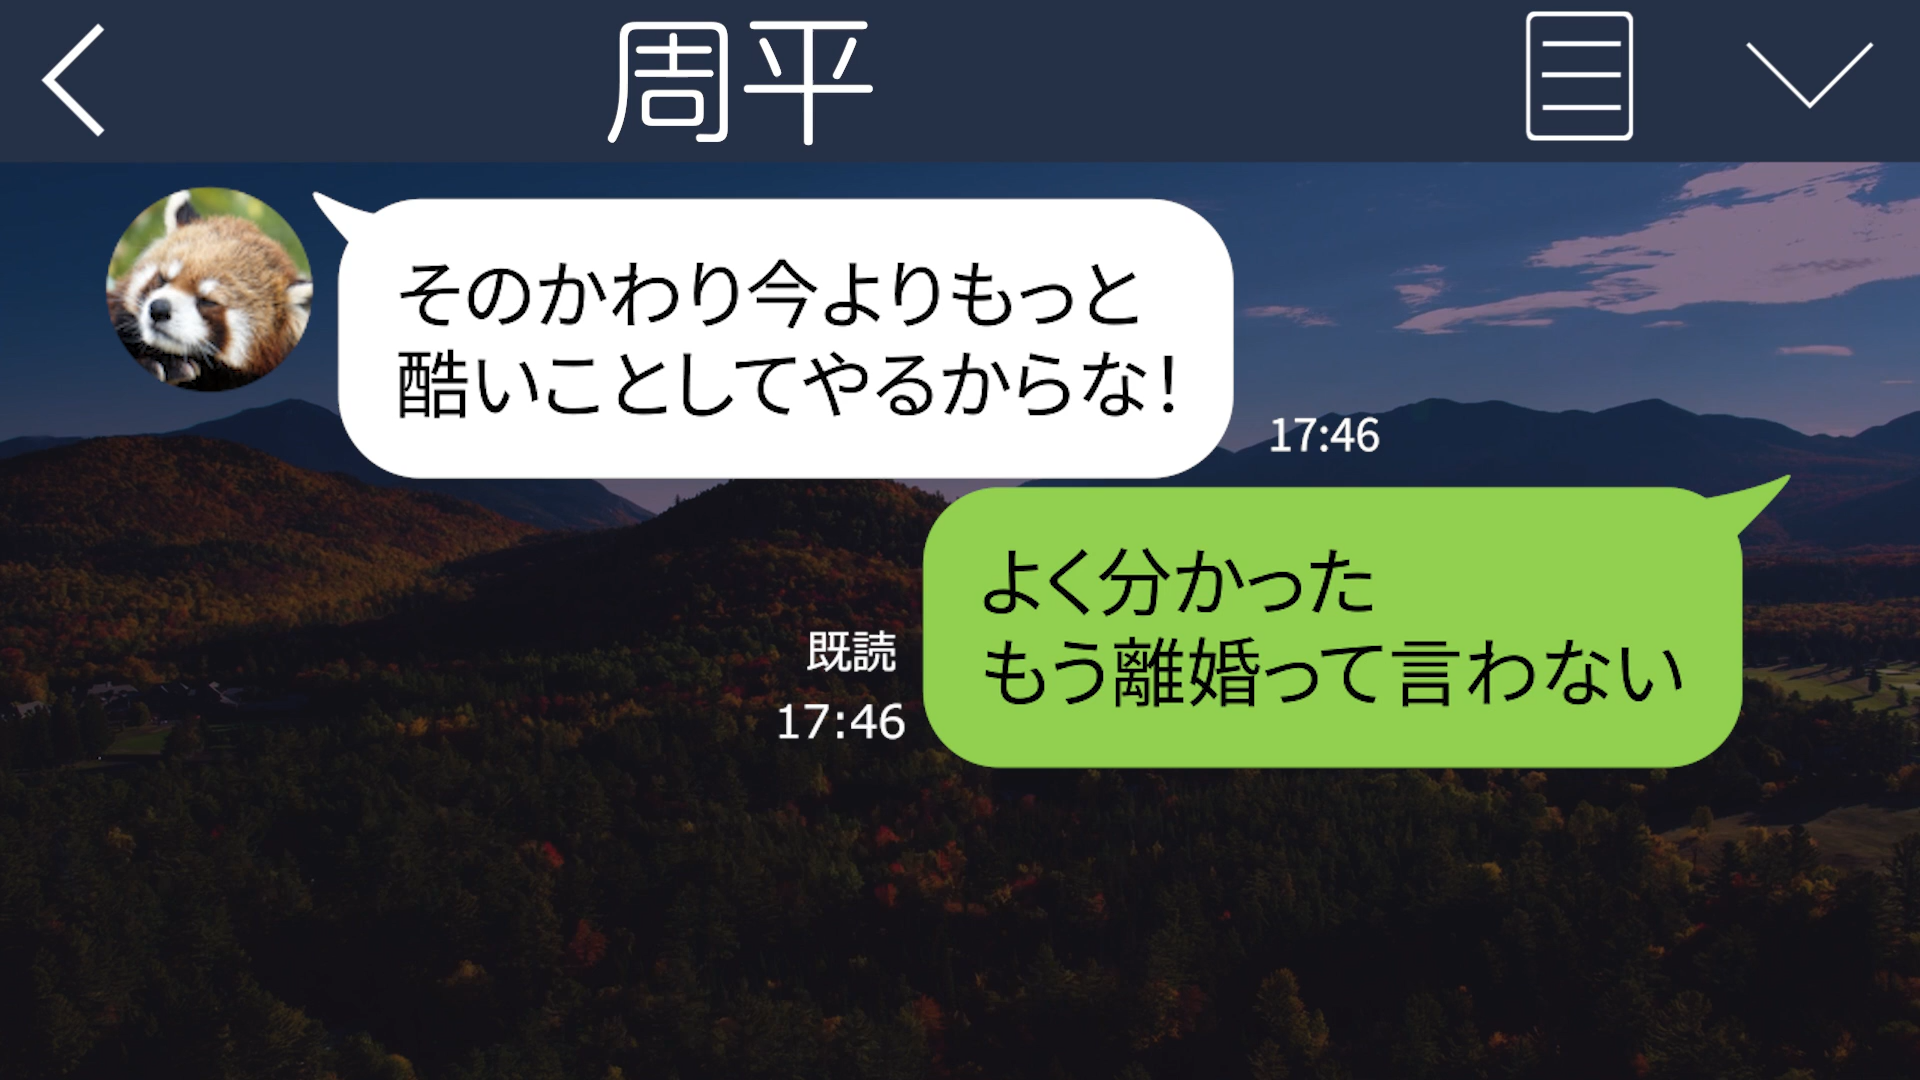 周平
そのかわり今よりもっと
酷いことしてやるからな！
17:46
よく分かった
もう離婚って言わない
既読
17:46